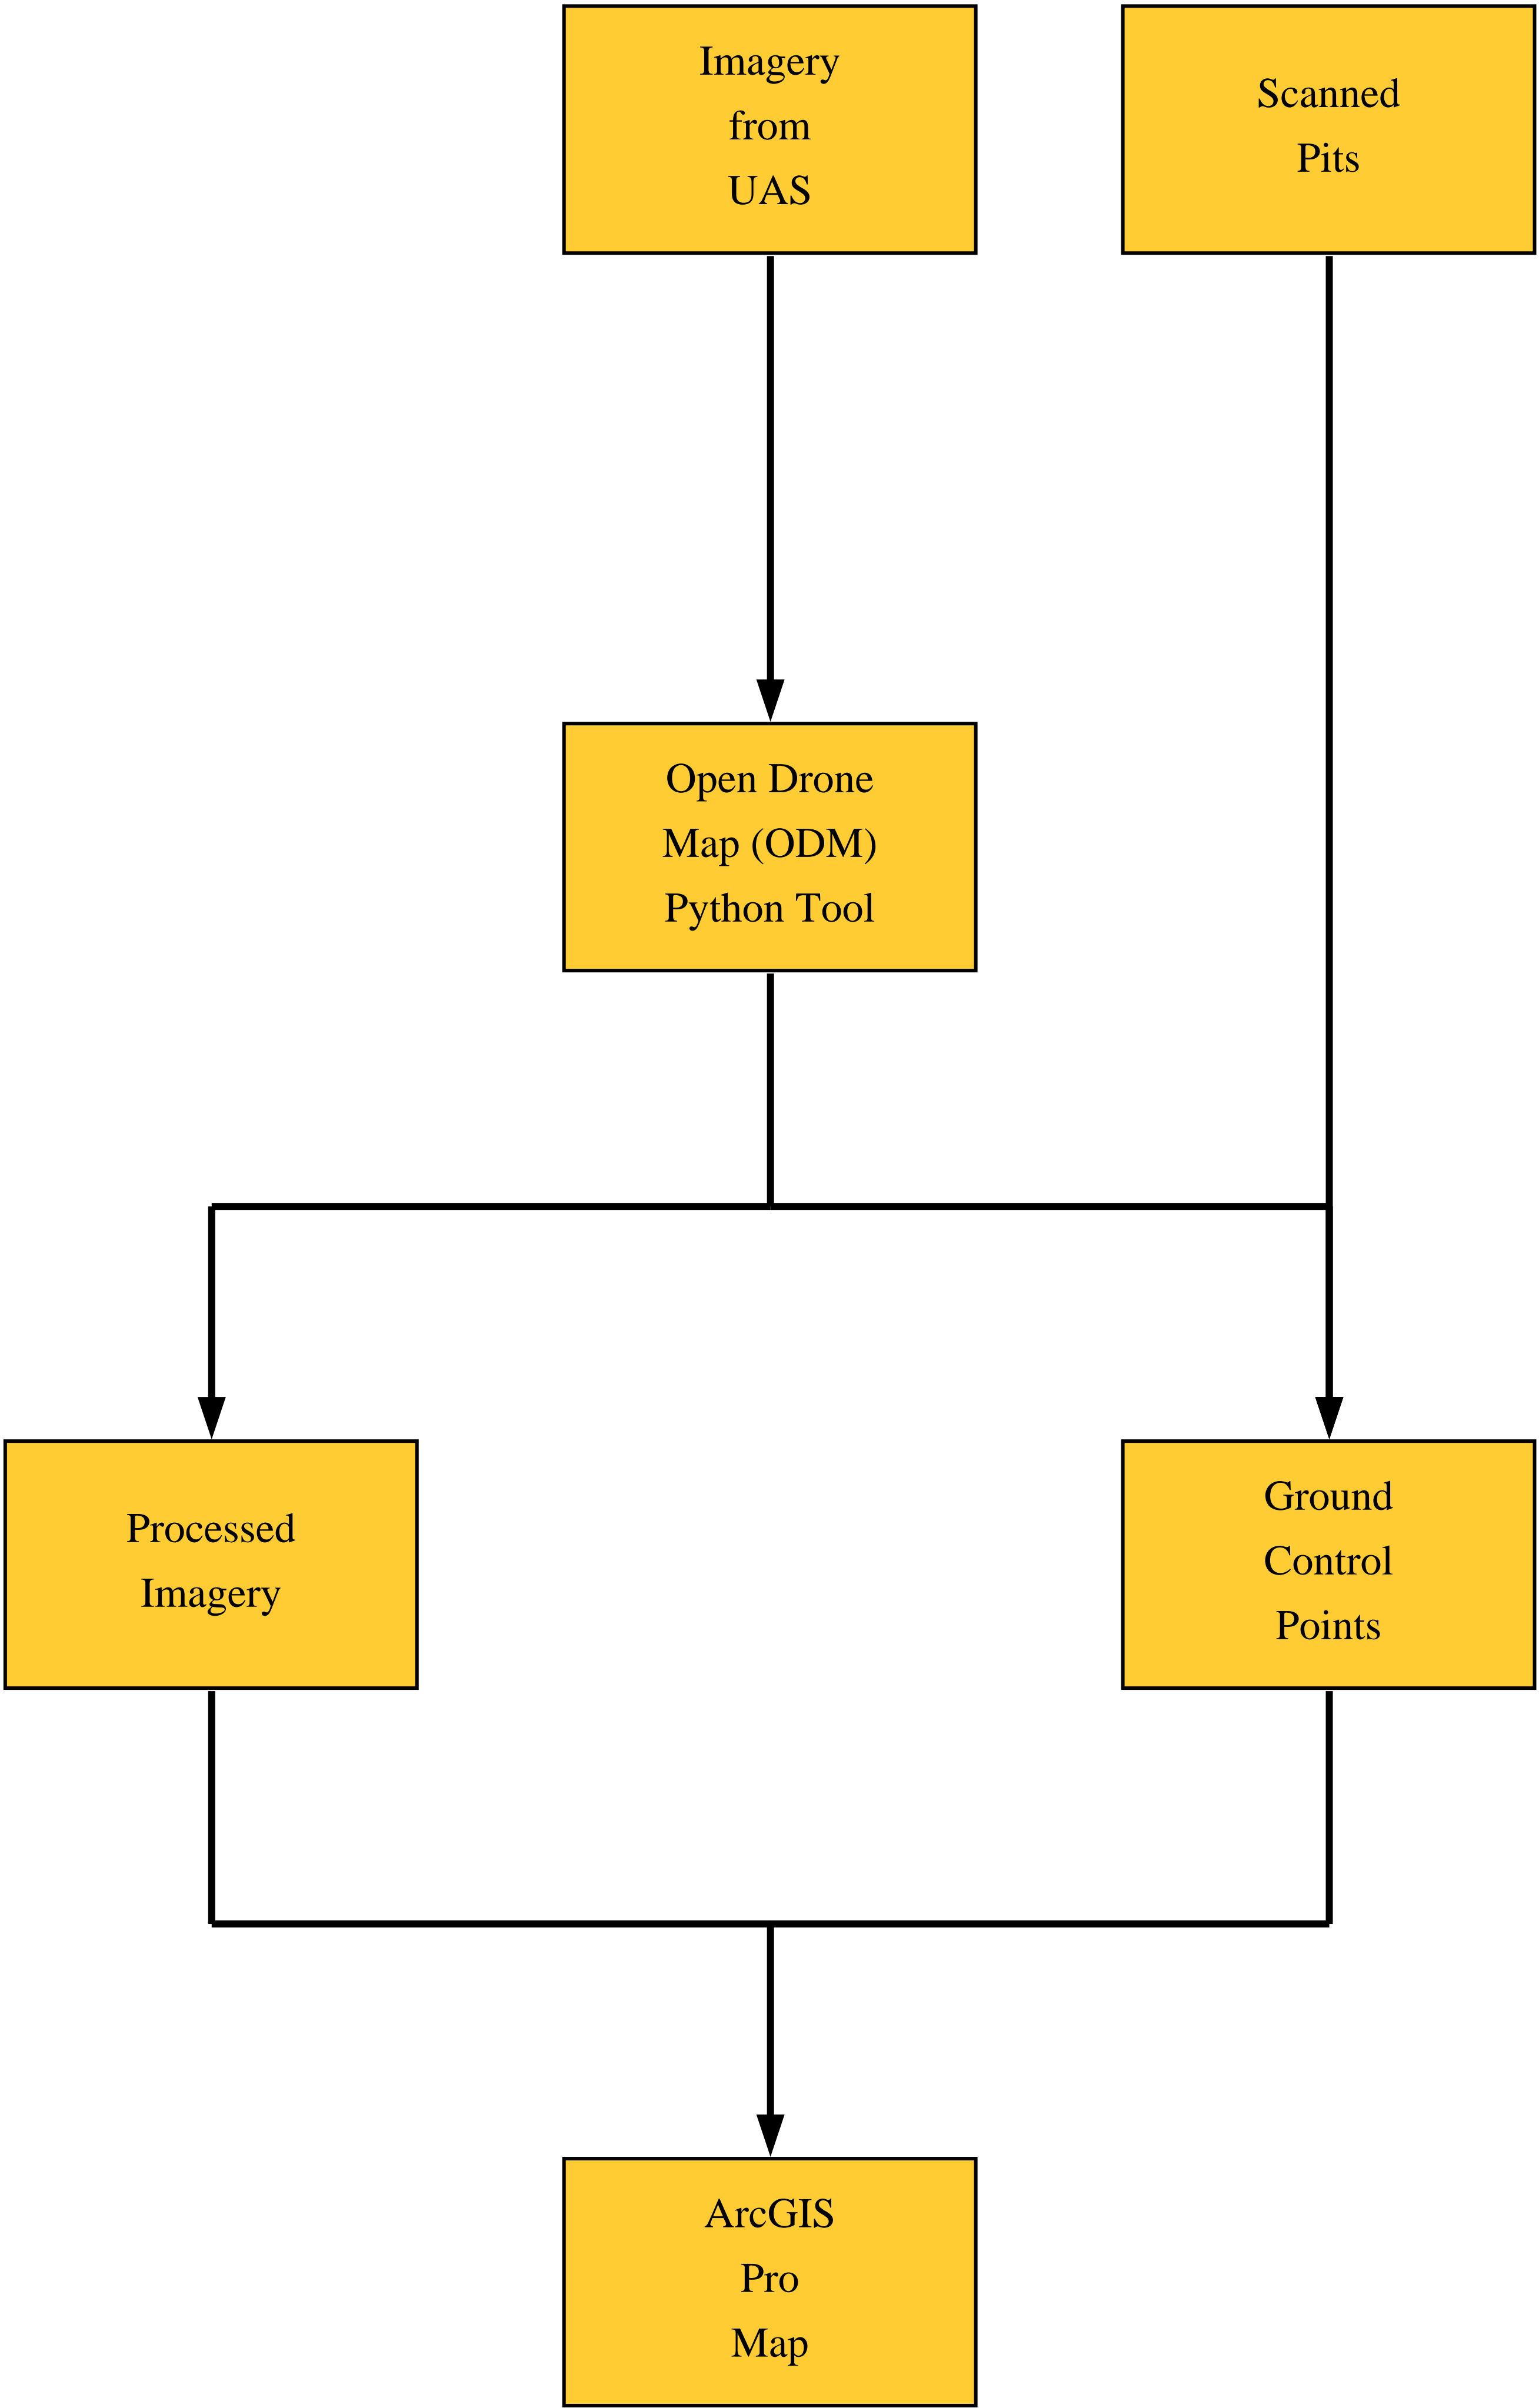 Imagery
from
UAS
Scanned
Pits
Open Drone
Map (ODM)
Python Tool
Processed
Imagery
Ground
Control
Points
ArcGIS
Pro
Map